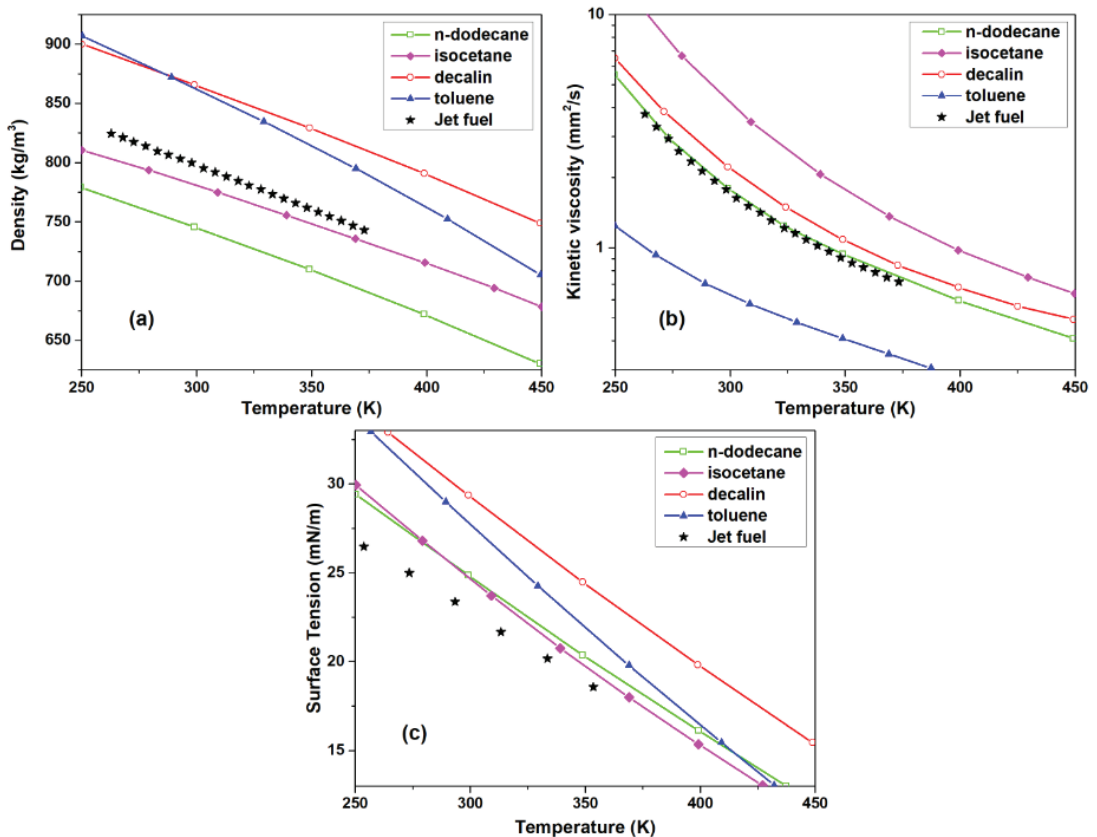 n-dodecane
isocetane
decalin
toluene
Jet fuel
900
850
800
750
700
650
250
300
350
400
450
Density (kg/m³)
Temperature (K)
(a)
n-dodecane
isocetane
decalin
toluene
Jet fuel
10
1
250
300
350
400
450
Kinetic viscosity (mm²/s)
Temperature (K)
(b)
n-dodecane
isocetane
decalin
toluene
Jet fuel
30
25
20
15
250
300
350
400
450
Surface Tension (mN/m)
Temperature (K)
(c)